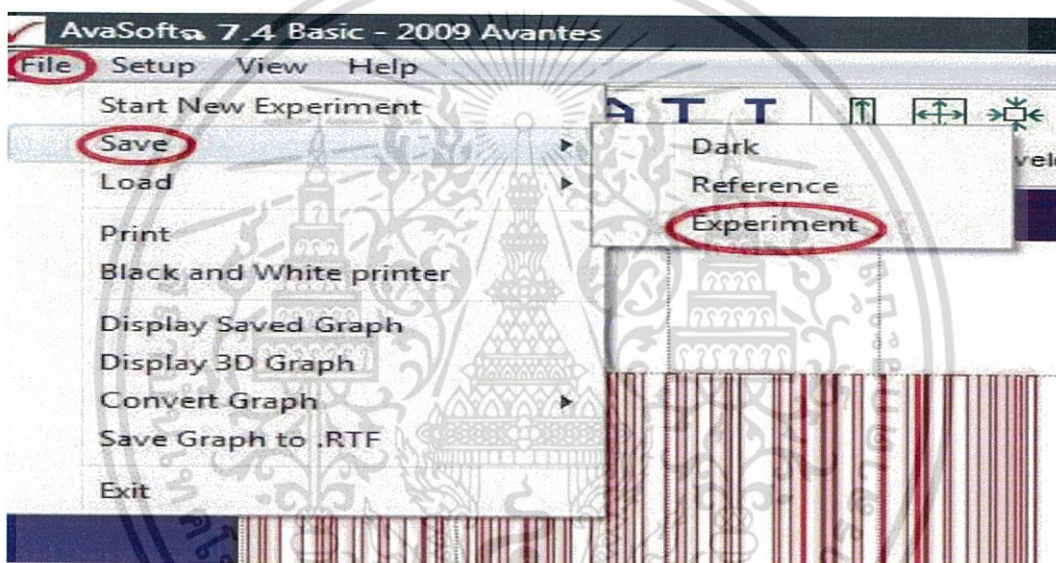 AvaSoft® 7.4 Basic - 2009 Avantes
File Setup View Help
Start New Experiment
Save
Load
Print
Black and White printer
Display Saved Graph
Display 3D Graph
Convert Graph
Save Graph to .RTF
Exit
Dark
Reference
Experiment